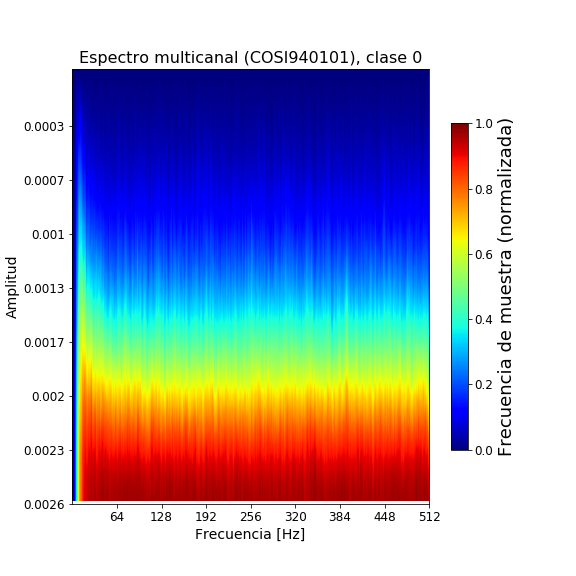 Espectro multicanal (COSI940101), clase 0
0.0003
0.0007
0.001
0.0013
0.0017
0.002
0.0023
0.0026
Amplitud
64 128 192 256 320 384 448 512
Frecuencia [Hz]
1.0
0.8
0.6
0.4
0.2
0.0
Frecuencia de muestra (normalizada)